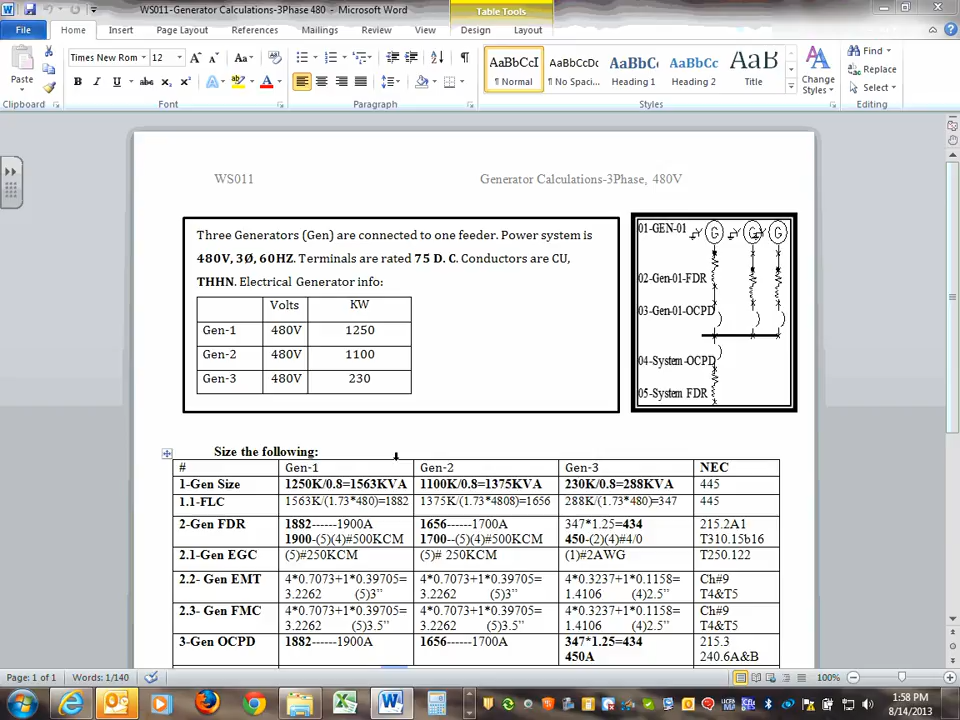 WS011-Generator Calculations-3Phase 480 - Microsoft Word
Table Tools
File Home Insert Page Layout References Mailings Review View Design Layout
Paste
Times New Rom 12
AaBbCcI AaBbCcDc AaBbC AaBbCc AaB
¶ Normal ¶ No Spaci... Heading 1 Heading 2 Title
Change Styles
Find
Replace
Select
Clipboard Font Paragraph Styles Editing
WS011 Generator Calculations-3Phase, 480V
Three Generators (Gen) are connected to one feeder. Power system is
480V, 3Ø, 60HZ. Terminals are rated 75 D. C. Conductors are CU,
THHN. Electrical Generator info:
Volts KW
Gen-1 480V 1250
Gen-2 480V 1100
Gen-3 480V 230
01-GEN-01 G G G
02-Gen-01-FDR
03-Gen-01-OCPD
04-System-OCPD
05-System FDR
Size the following:
# Gen-1 Gen-2 Gen-3 NEC
1-Gen Size 1250K/0.8=1563KVA 1100K/0.8=1375KVA 230K/0.8=288KVA 445
1.1-FLC 1563K/(1.73*480)=1882 1375K/(1.73*4808)=1656 288K/(1.73*480)=347 445
2-Gen FDR 1882------1900A 1656------1700A 347*1.25=434 215.2A1
1900-(5)(4)#500KCM 1700--(5)(4)#500KCM 450-(2)(4)#4/0 T310.15b16
2.1-Gen EGC (5)#250KCM (5)# 250KCM (1)#2AWG T250.122
2.2- Gen EMT 4*0.7073+1*0.39705= 4*0.7073+1*0.39705= 4*0.3237+1*0.1158= Ch#9
3.2262 (5)3” 3.2262 (5)3” 1.4106 (4)2.5” T4&T5
2.3- Gen FMC 4*0.7073+1*0.39705= 4*0.7073+1*0.39705= 4*0.3237+1*0.1158= Ch#9
3.2262 (5)3.5” 3.2262 (5)3.5” 1.4106 (4)2.5” T4&T5
3-Gen OCPD 1882------1900A 1656------1700A 347*1.25=434 215.3
450A 240.6A&B
Page: 1 of 1 Words: 1/140 100%
1:58 PM
8/14/2013